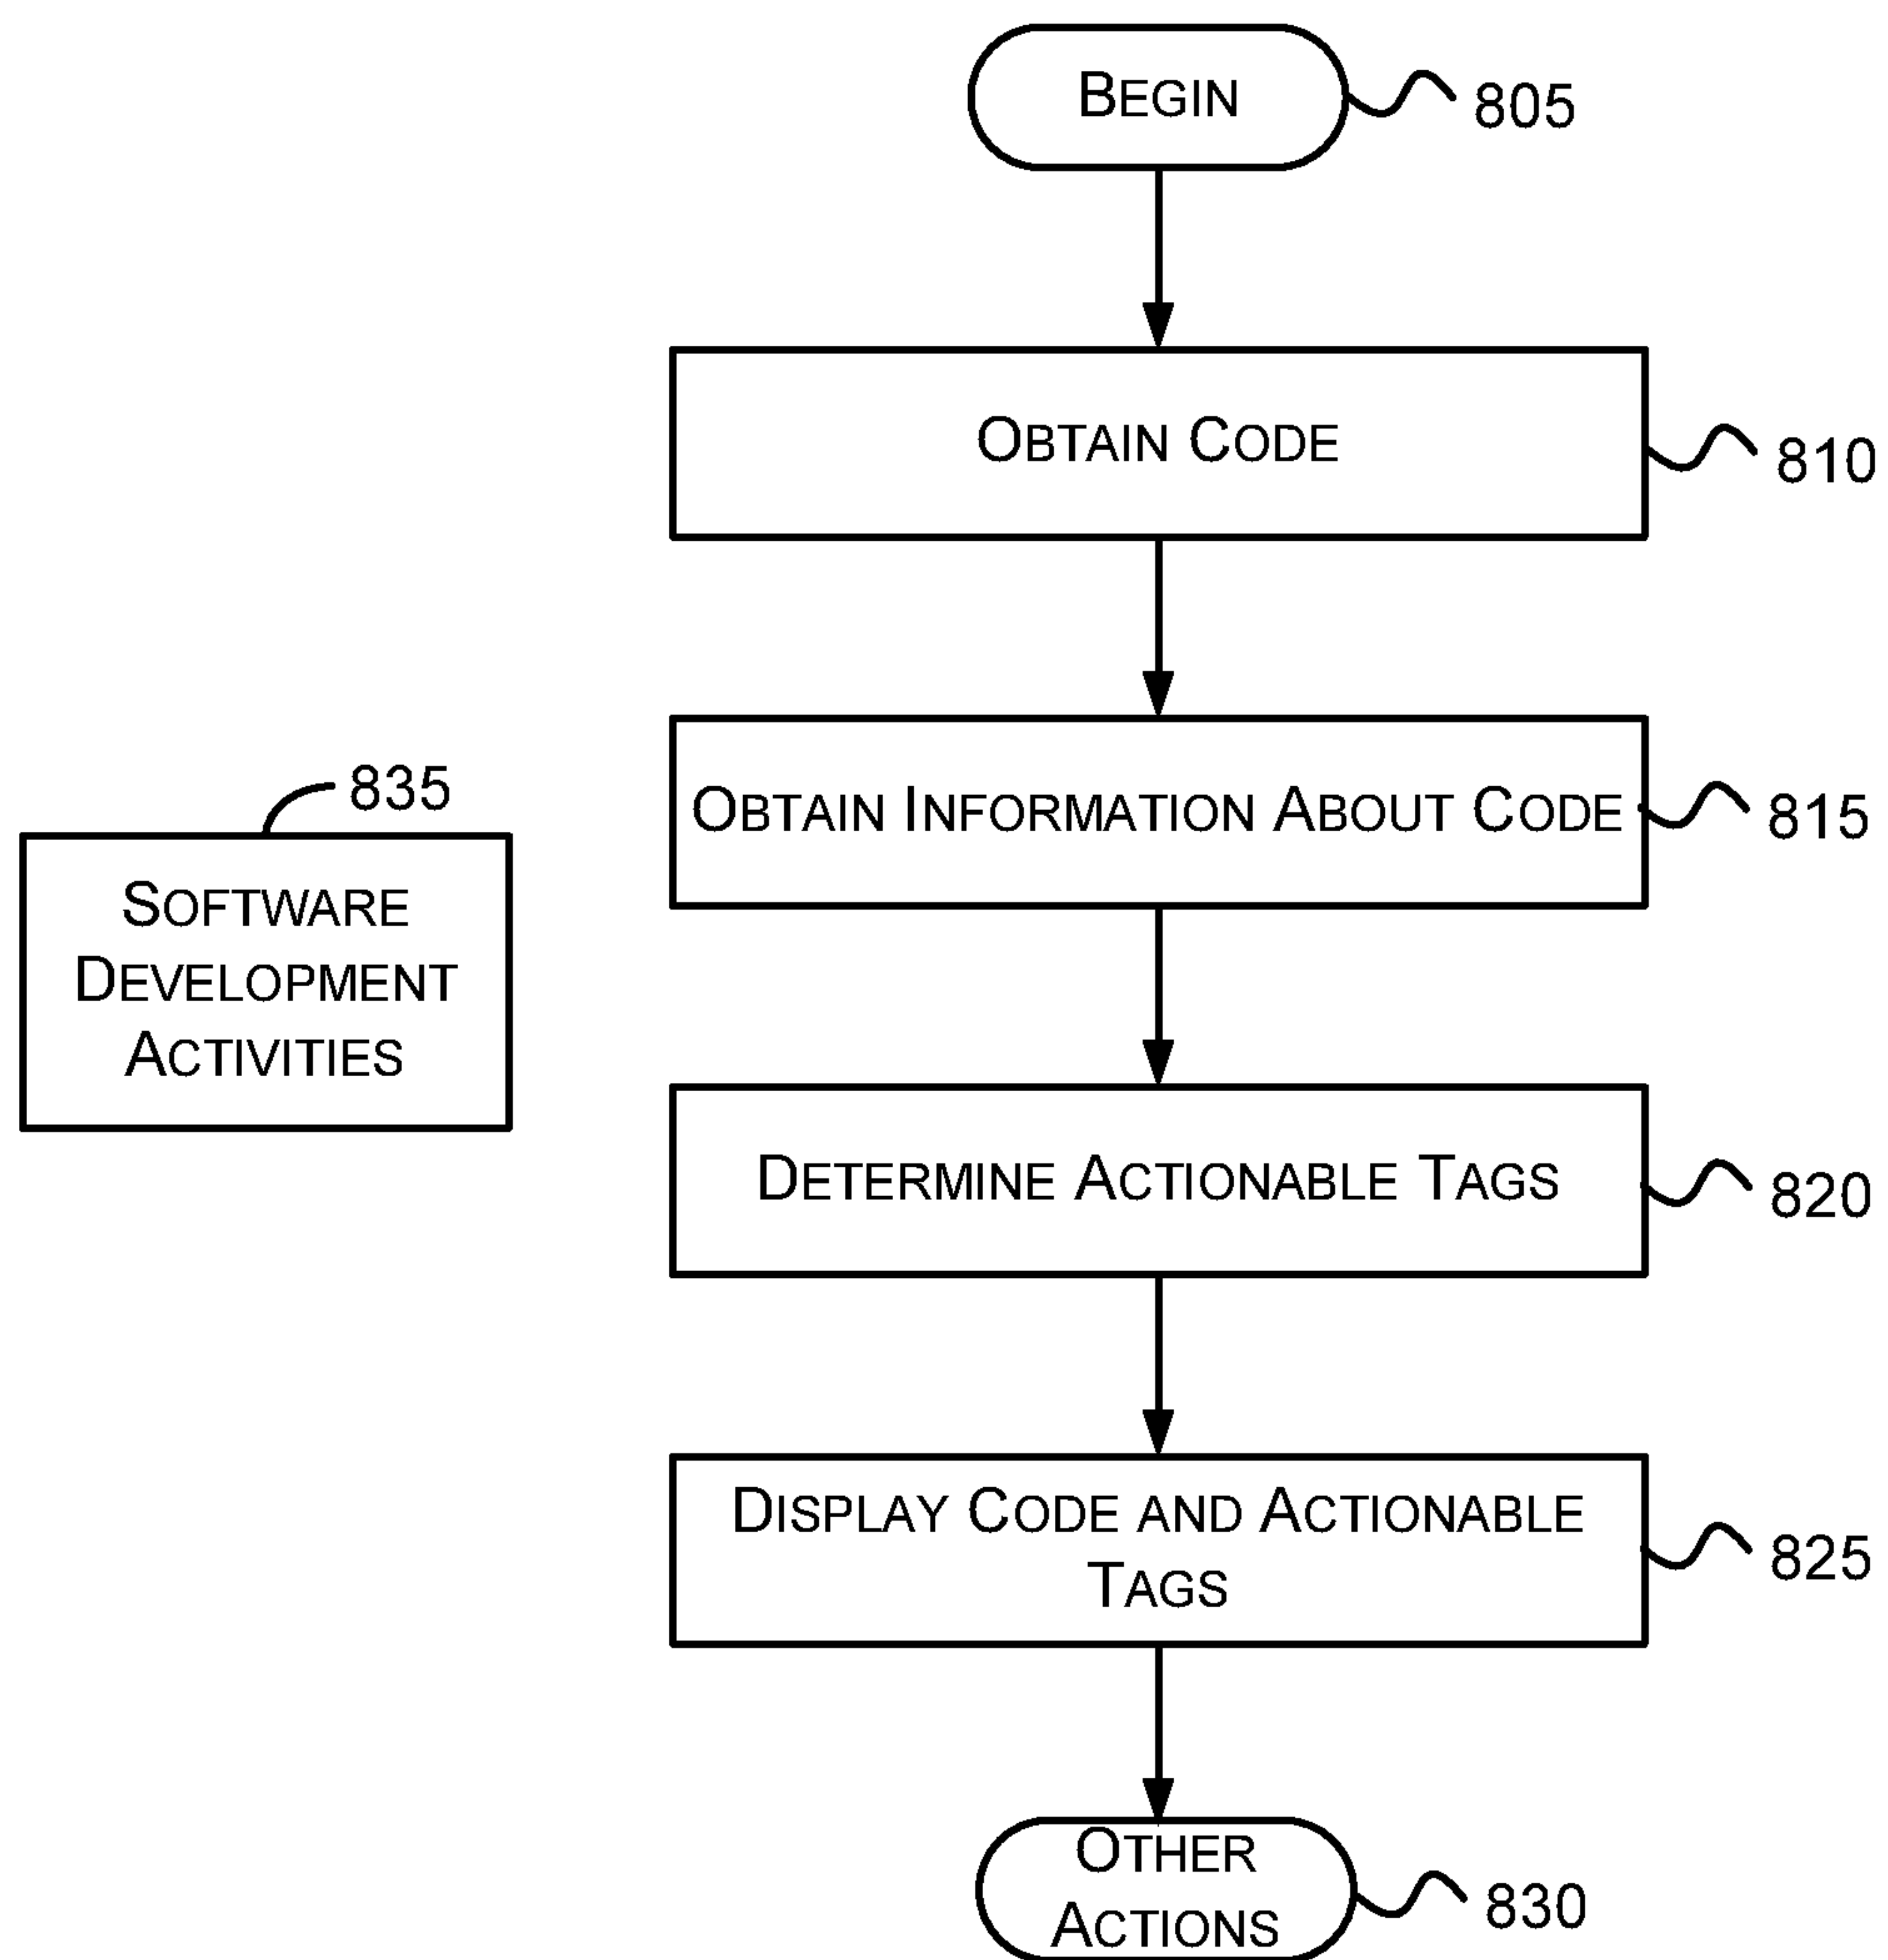 BEGIN
805
OBTAIN CODE
810
OBTAIN INFORMATION ABOUT CODE
815
835
SOFTWARE
DEVELOPMENT
ACTIVITIES
DETERMINE ACTIONABLE TAGS
820
DISPLAY CODE AND ACTIONABLE
TAGS
825
OTHER
ACTIONS
830